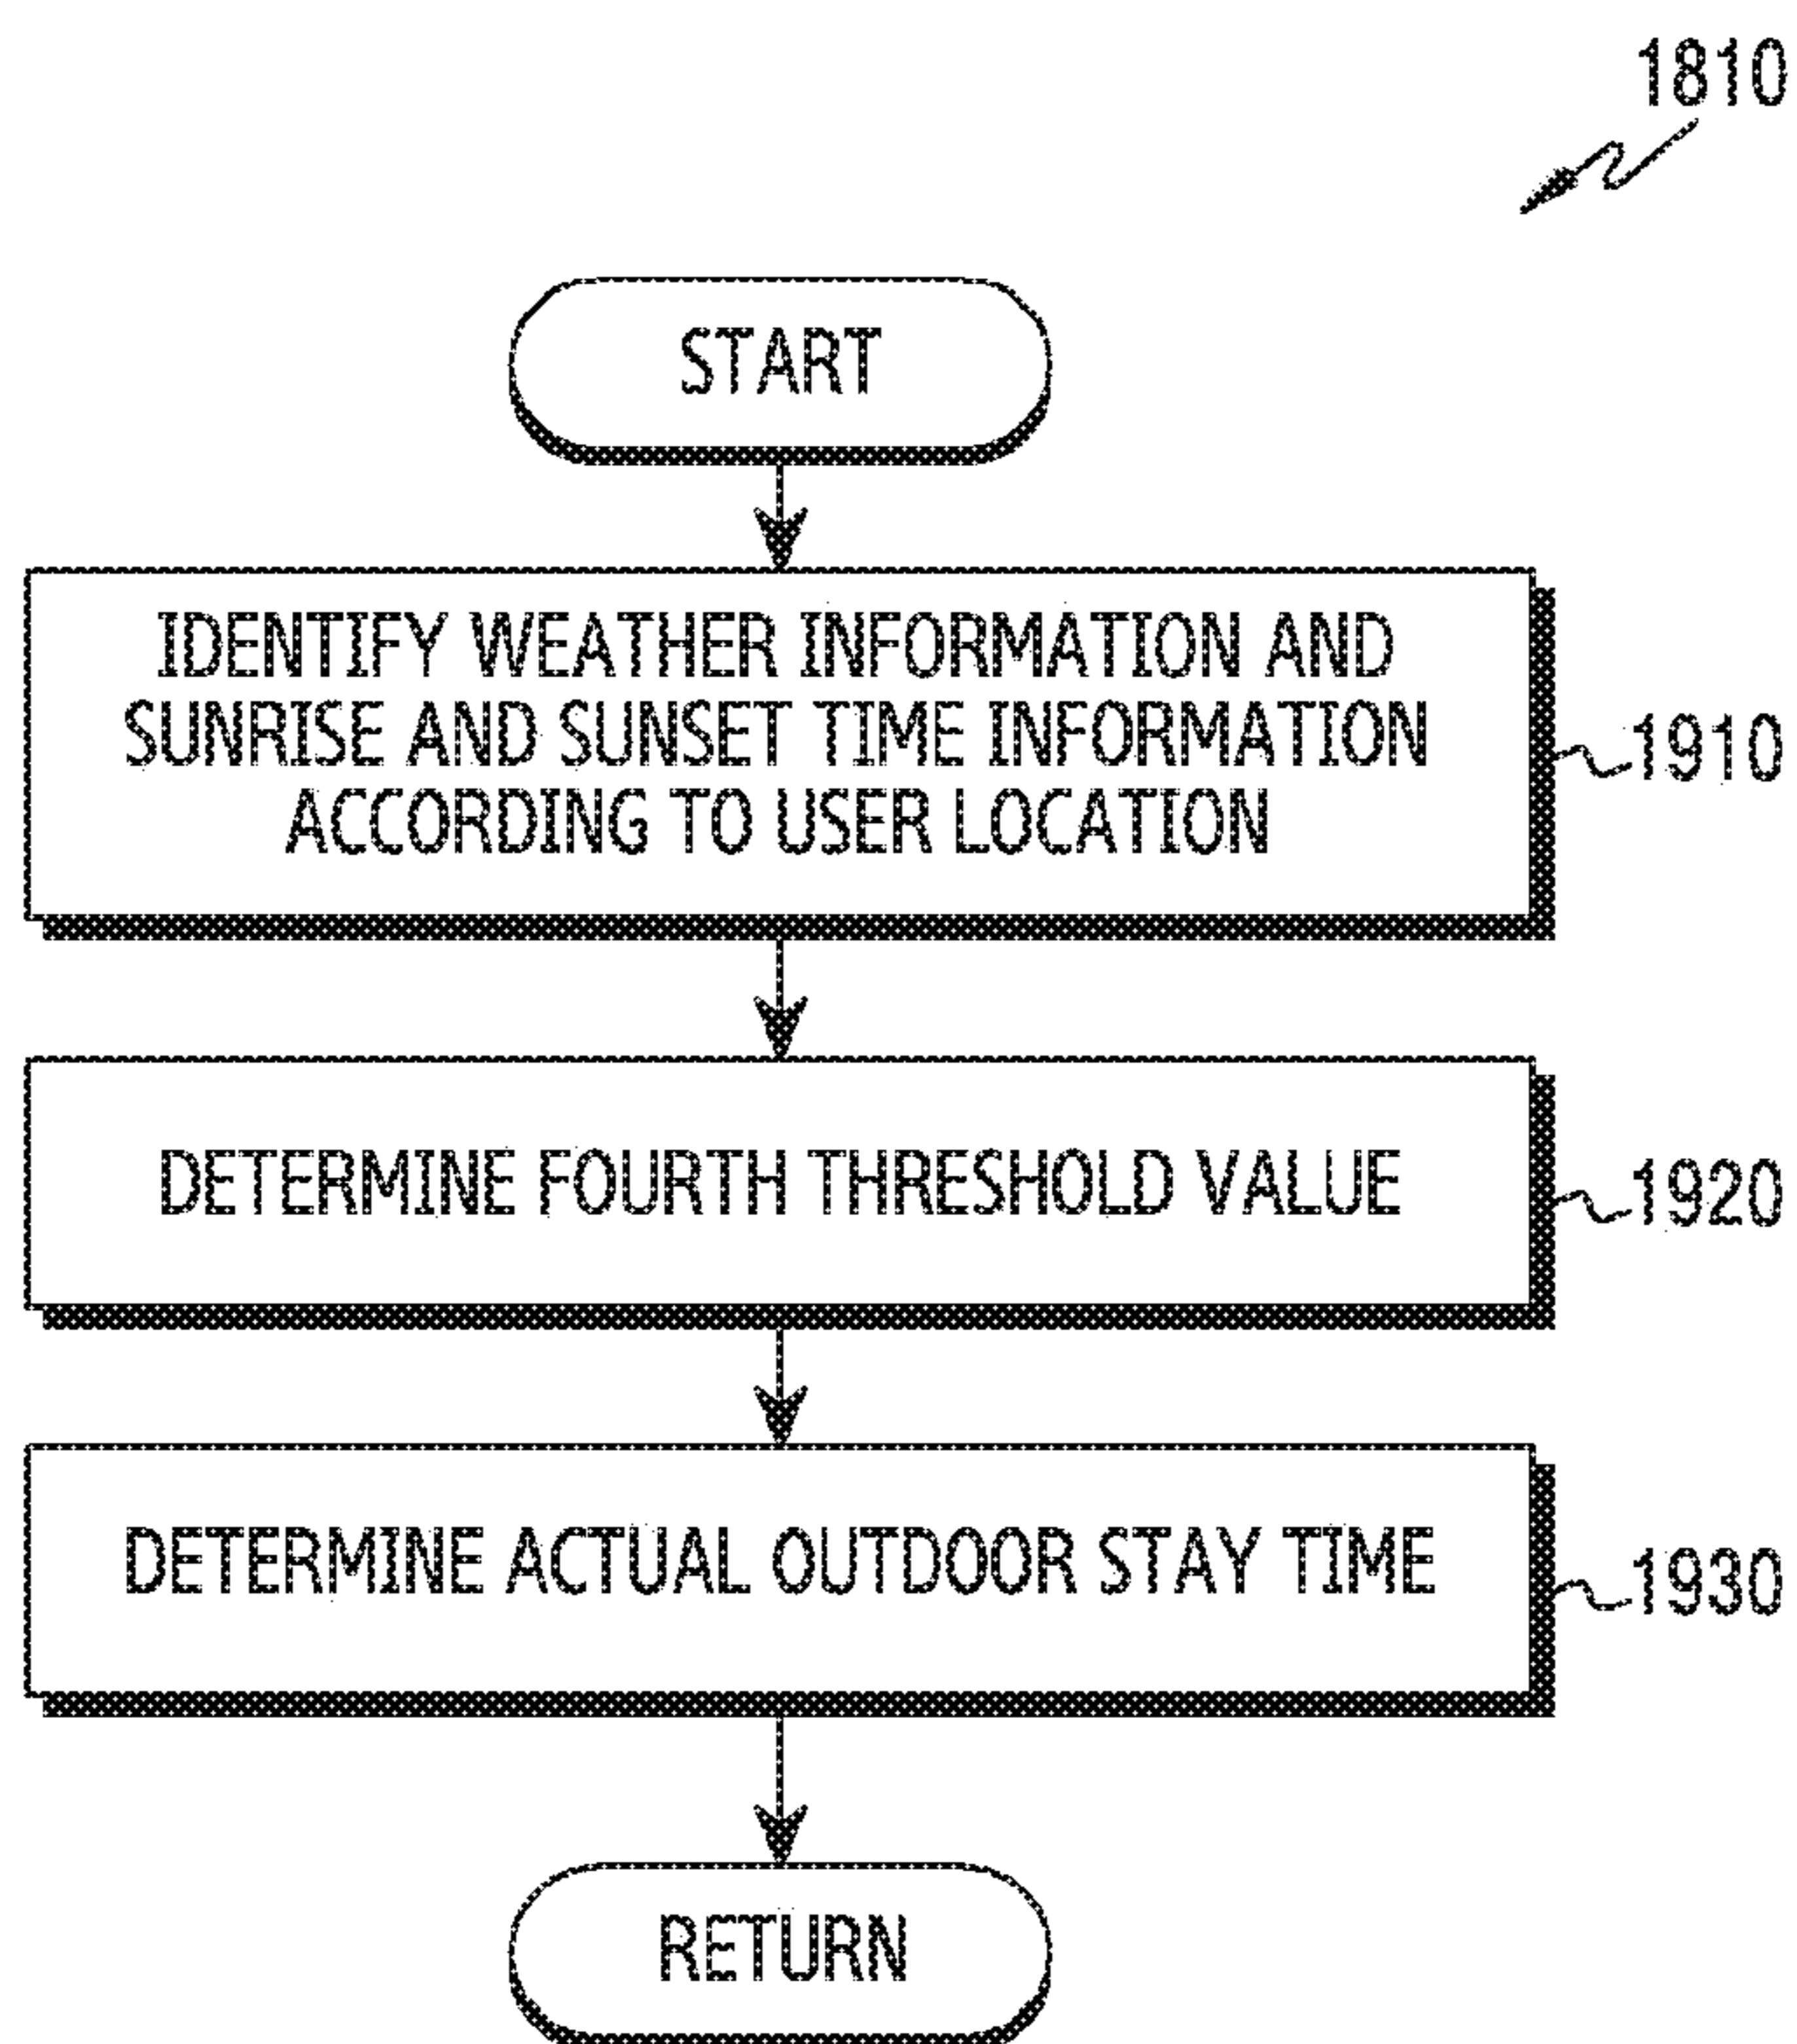 1810
START
IDENTIFY WEATHER INFORMATION AND
SUNRISE AND SUNSET TIME INFORMATION
ACCORDING TO USER LOCATION
1910
DETERMINE FOURTH THRESHOLD VALUE
1920
DETERMINE ACTUAL OUTDOOR STAY TIME
1930
RETURN